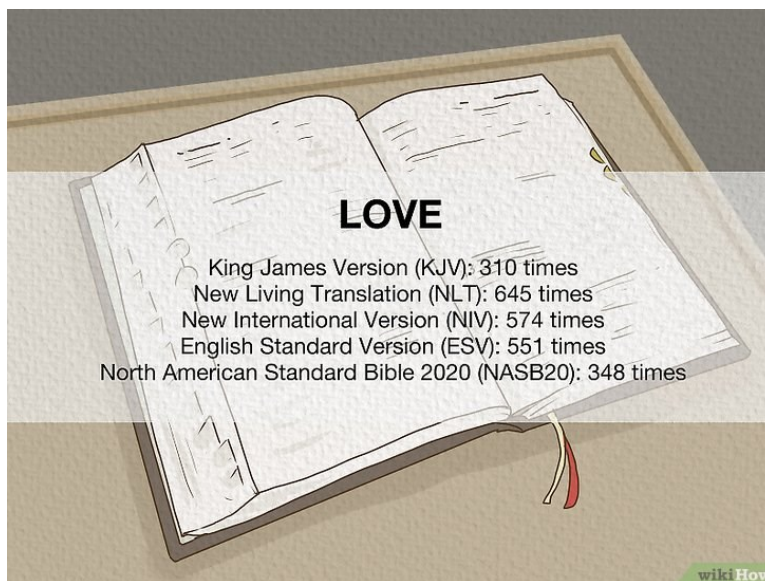 LOVE
King James Version (KJV): 310 times
New Living Translation (NLT): 645 times
New International Version (NIV): 574 times
English Standard Version (ESV): 551 times
North American Standard Bible 2020 (NASB20): 348 times
wikiHow